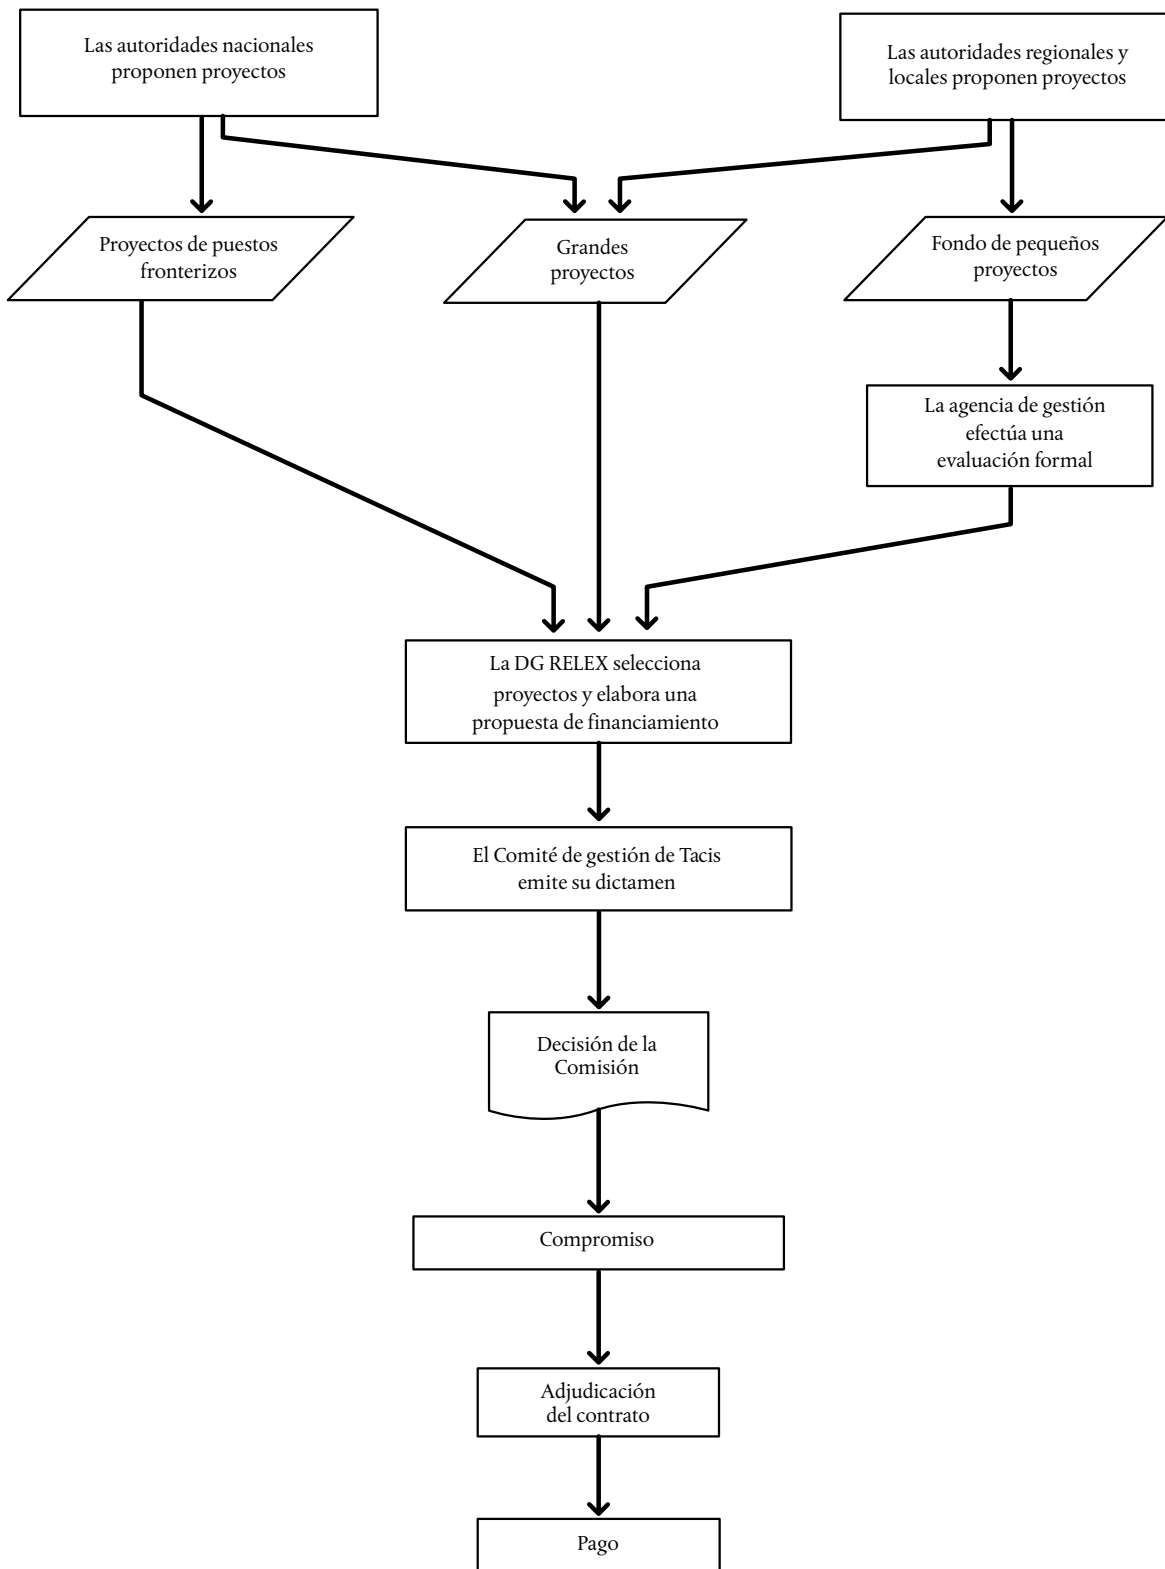 Las autoridades nacionales
proponen proyectos
Las autoridades regionales y
locales proponen proyectos
Proyectos de puestos
fronterizos
Grandes
proyectos
Fondo de pequeños
proyectos
La agencia de gestión
efectúa una
evaluación formal
La DG RELEX selecciona
proyectos y elabora una
propuesta de financiamiento
El Comité de gestión de Tacis
emite su dictamen
Decisión de la
Comisión
Compromiso
Adjudicación
del contrato
Pago